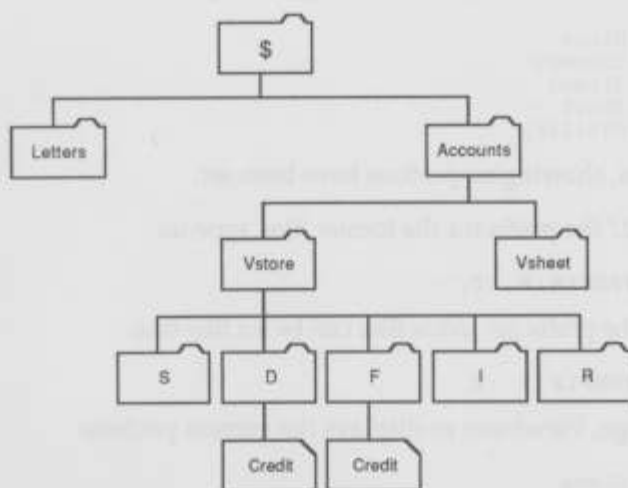 $
Letters
Accounts
Vstore
Vsheet
S
D
F
I
R
Credit
Credit